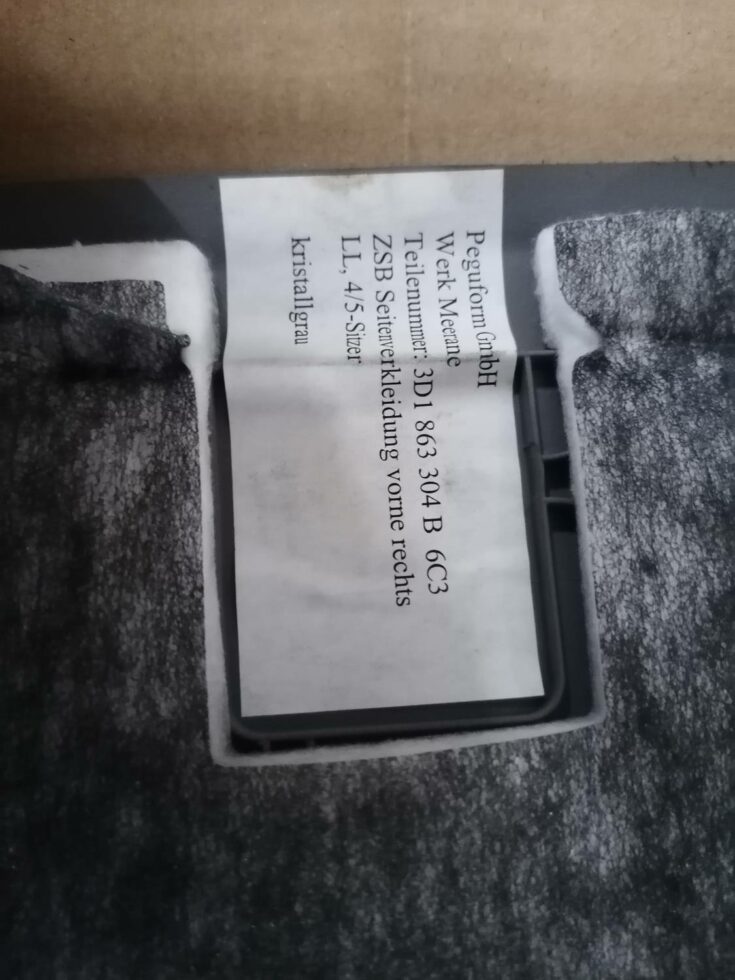 Peguform GmbH
Werk Meerane
Teilenummer: 3D1 863 304 B 6C3
ZSB Seitenverkleidung vorne rechts
LL, 4/5-Sitzer
kristallgrau